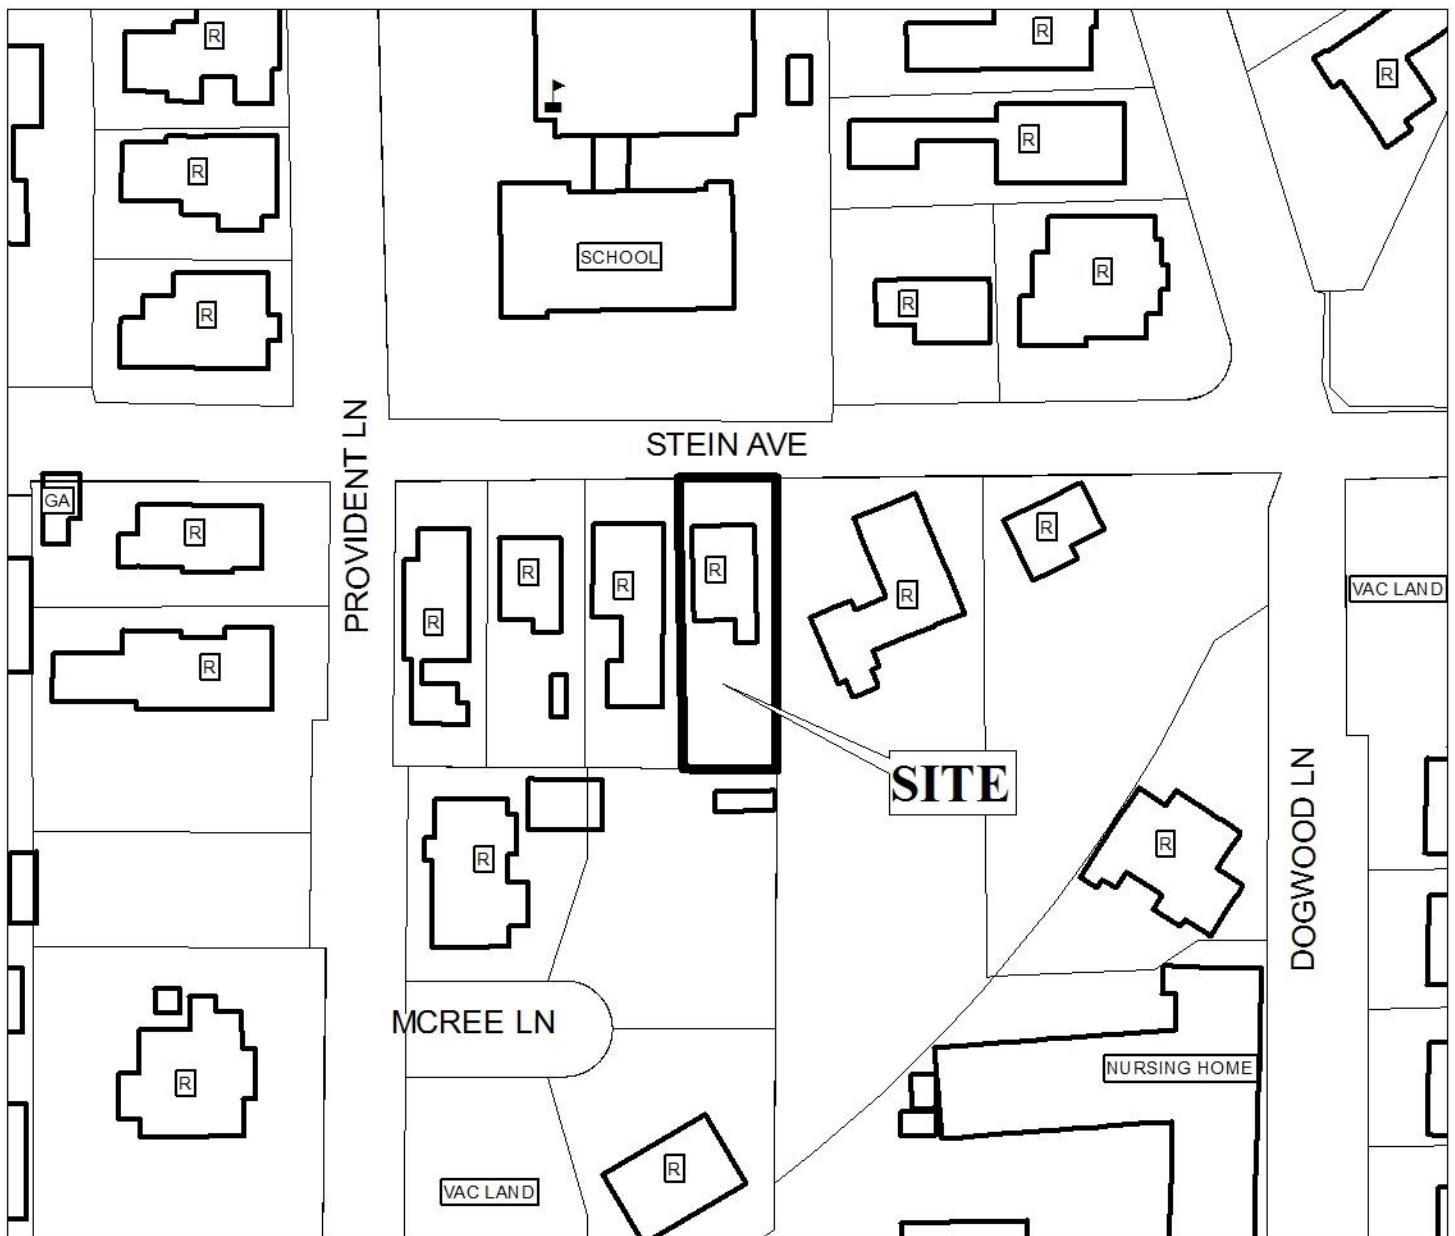 R
R
R
R
R
SCHOOL
R
R
R
PROVIDENT LN
STEIN AVE
GA
R
R
R
R
R
R
R
R
VAC LAND
SITE
R
R
DOGWOOD LN
MCREE LN
R
NURSING HOME
R
VAC LAND